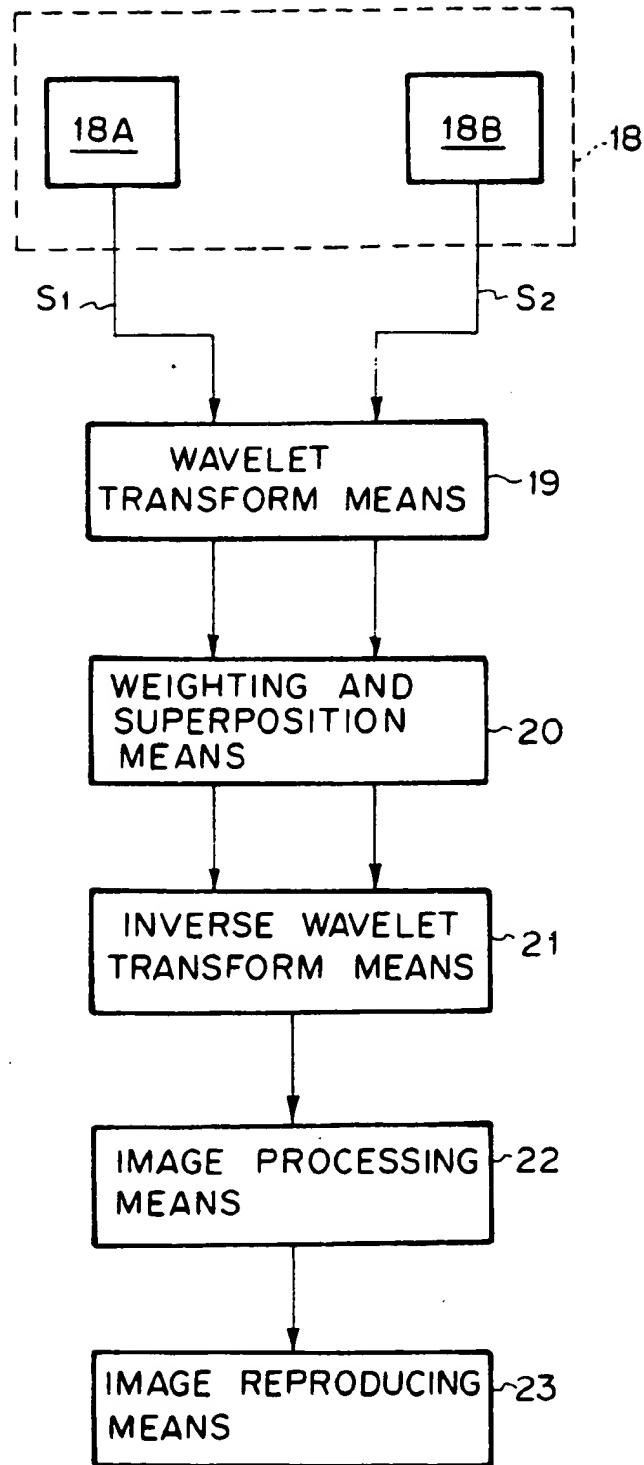 18A
18B
18
S1
S2
WAVELET
TRANSFORM MEANS
19
WEIGHTING AND
SUPERPOSITION
MEANS
20
INVERSE WAVELET
TRANSFORM MEANS
21
IMAGE PROCESSING
MEANS
22
IMAGE REPRODUCING
MEANS
23